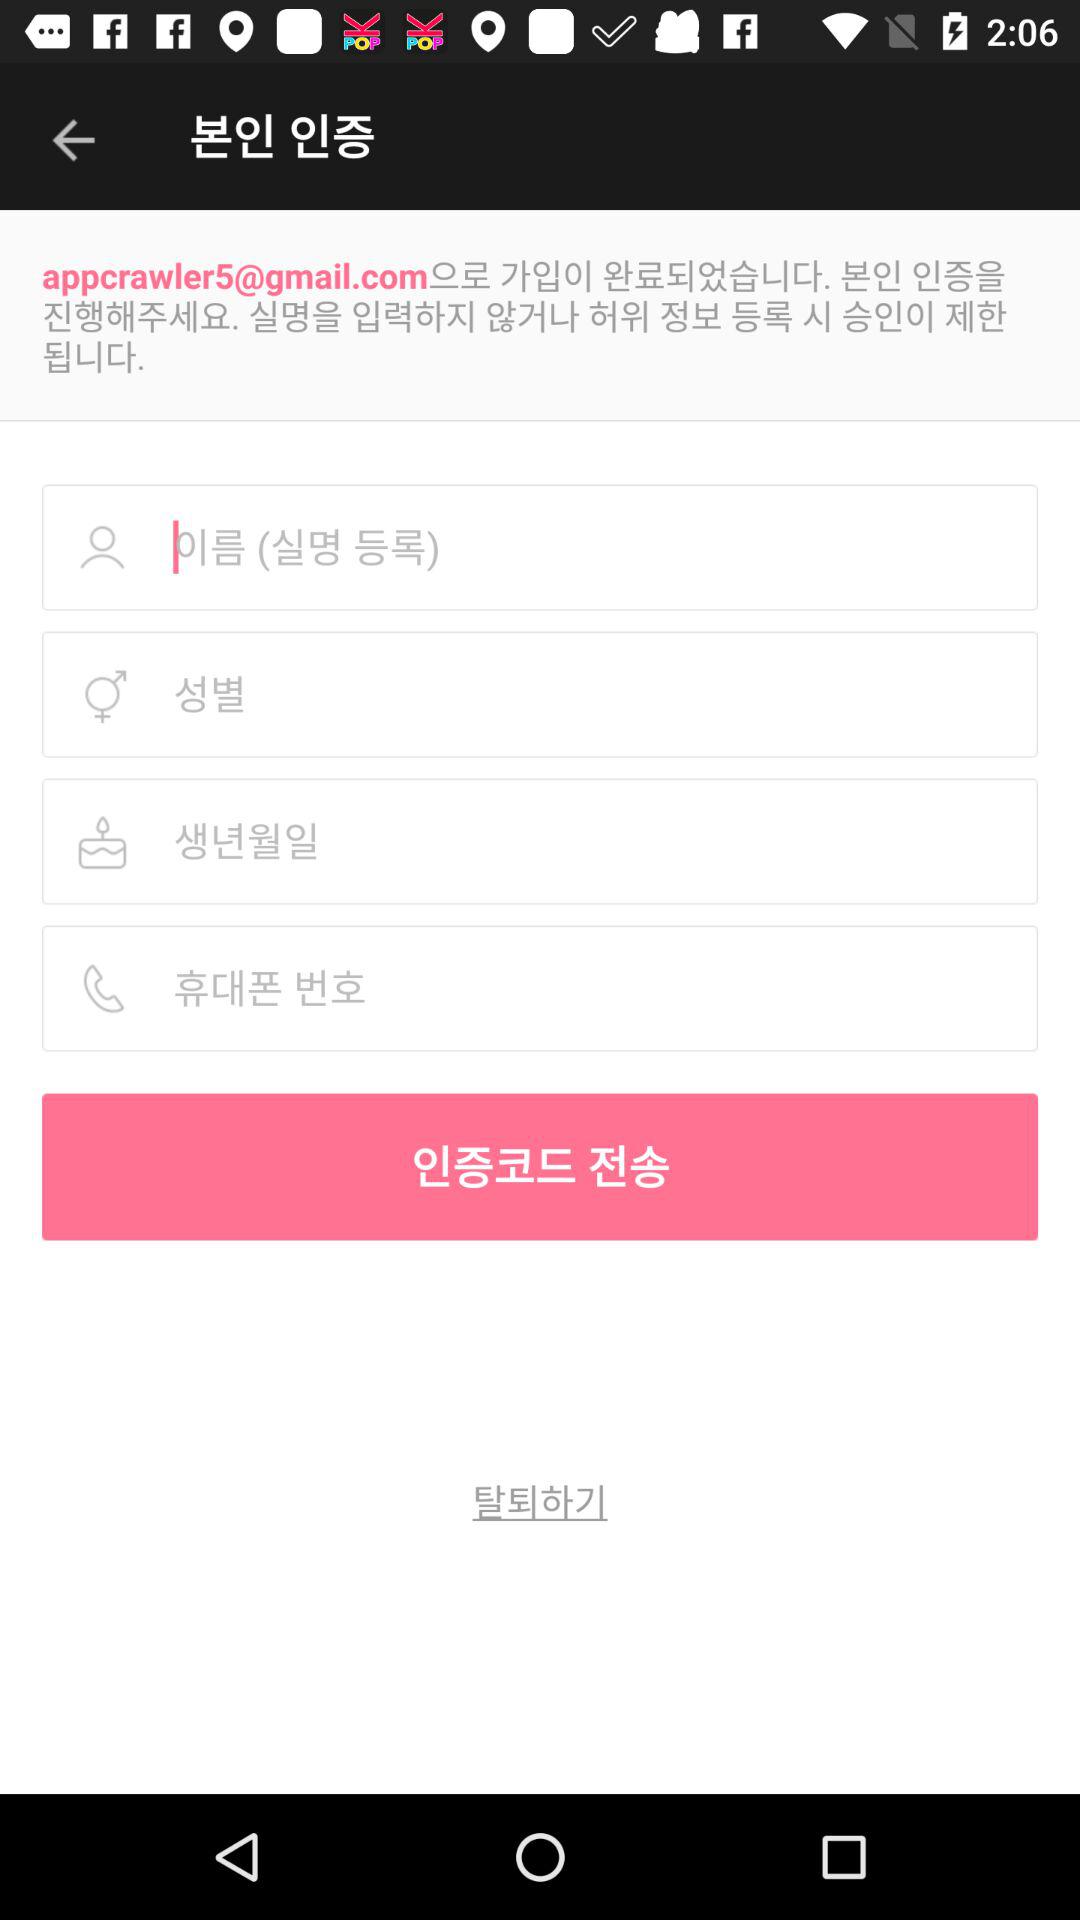 POP
POP
2:06
본인 인증
appcrawler5@gmail.com으로 가입이 완료되었습니다. 본인 인증을
진행해주세요. 실명을 입력하지 않거나 허위 정보 등록 시 승인이 제한
됩니다.
이름 (실명 등록)
성별
생년월일
휴대폰 번호
인증코드 전송
탈퇴하기